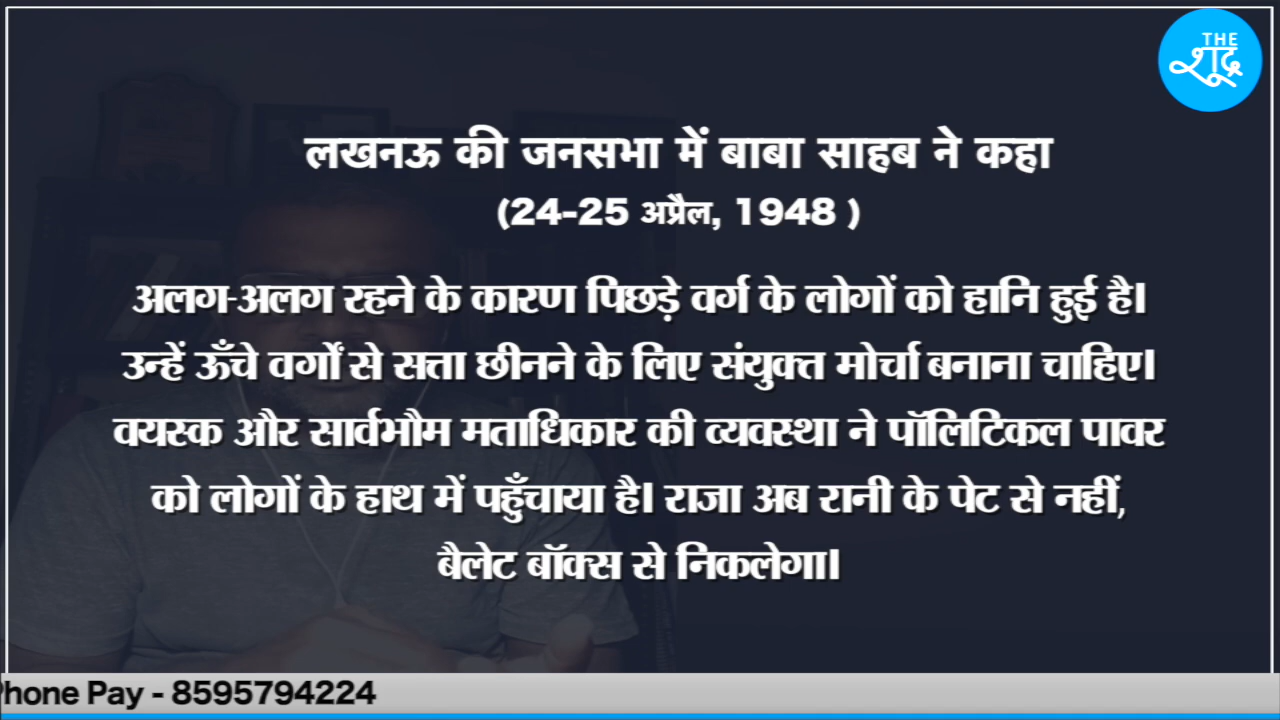 THE
शूद्र
लखनऊ की जनसभा में बाबा साहब ने कहा
(24-25 अप्रैल, 1948 )
अलग-अलग रहने के कारण पिछड़े वर्ग के लोगों को हानि हुई है।
उन्हें ऊँचे वर्गों से सत्ता छीनने के लिए संयुक्त मोर्चा बनाना चाहिए।
वयस्क और सार्वभौम मताधिकार की व्यवस्था ने पॉलिटिकल पावर
को लोगों के हाथ में पहुँचाया है। राजा अब रानी के पेट से नहीं,
बैलेट बॉक्स से निकलेगा।
Phone Pay - 8595794224